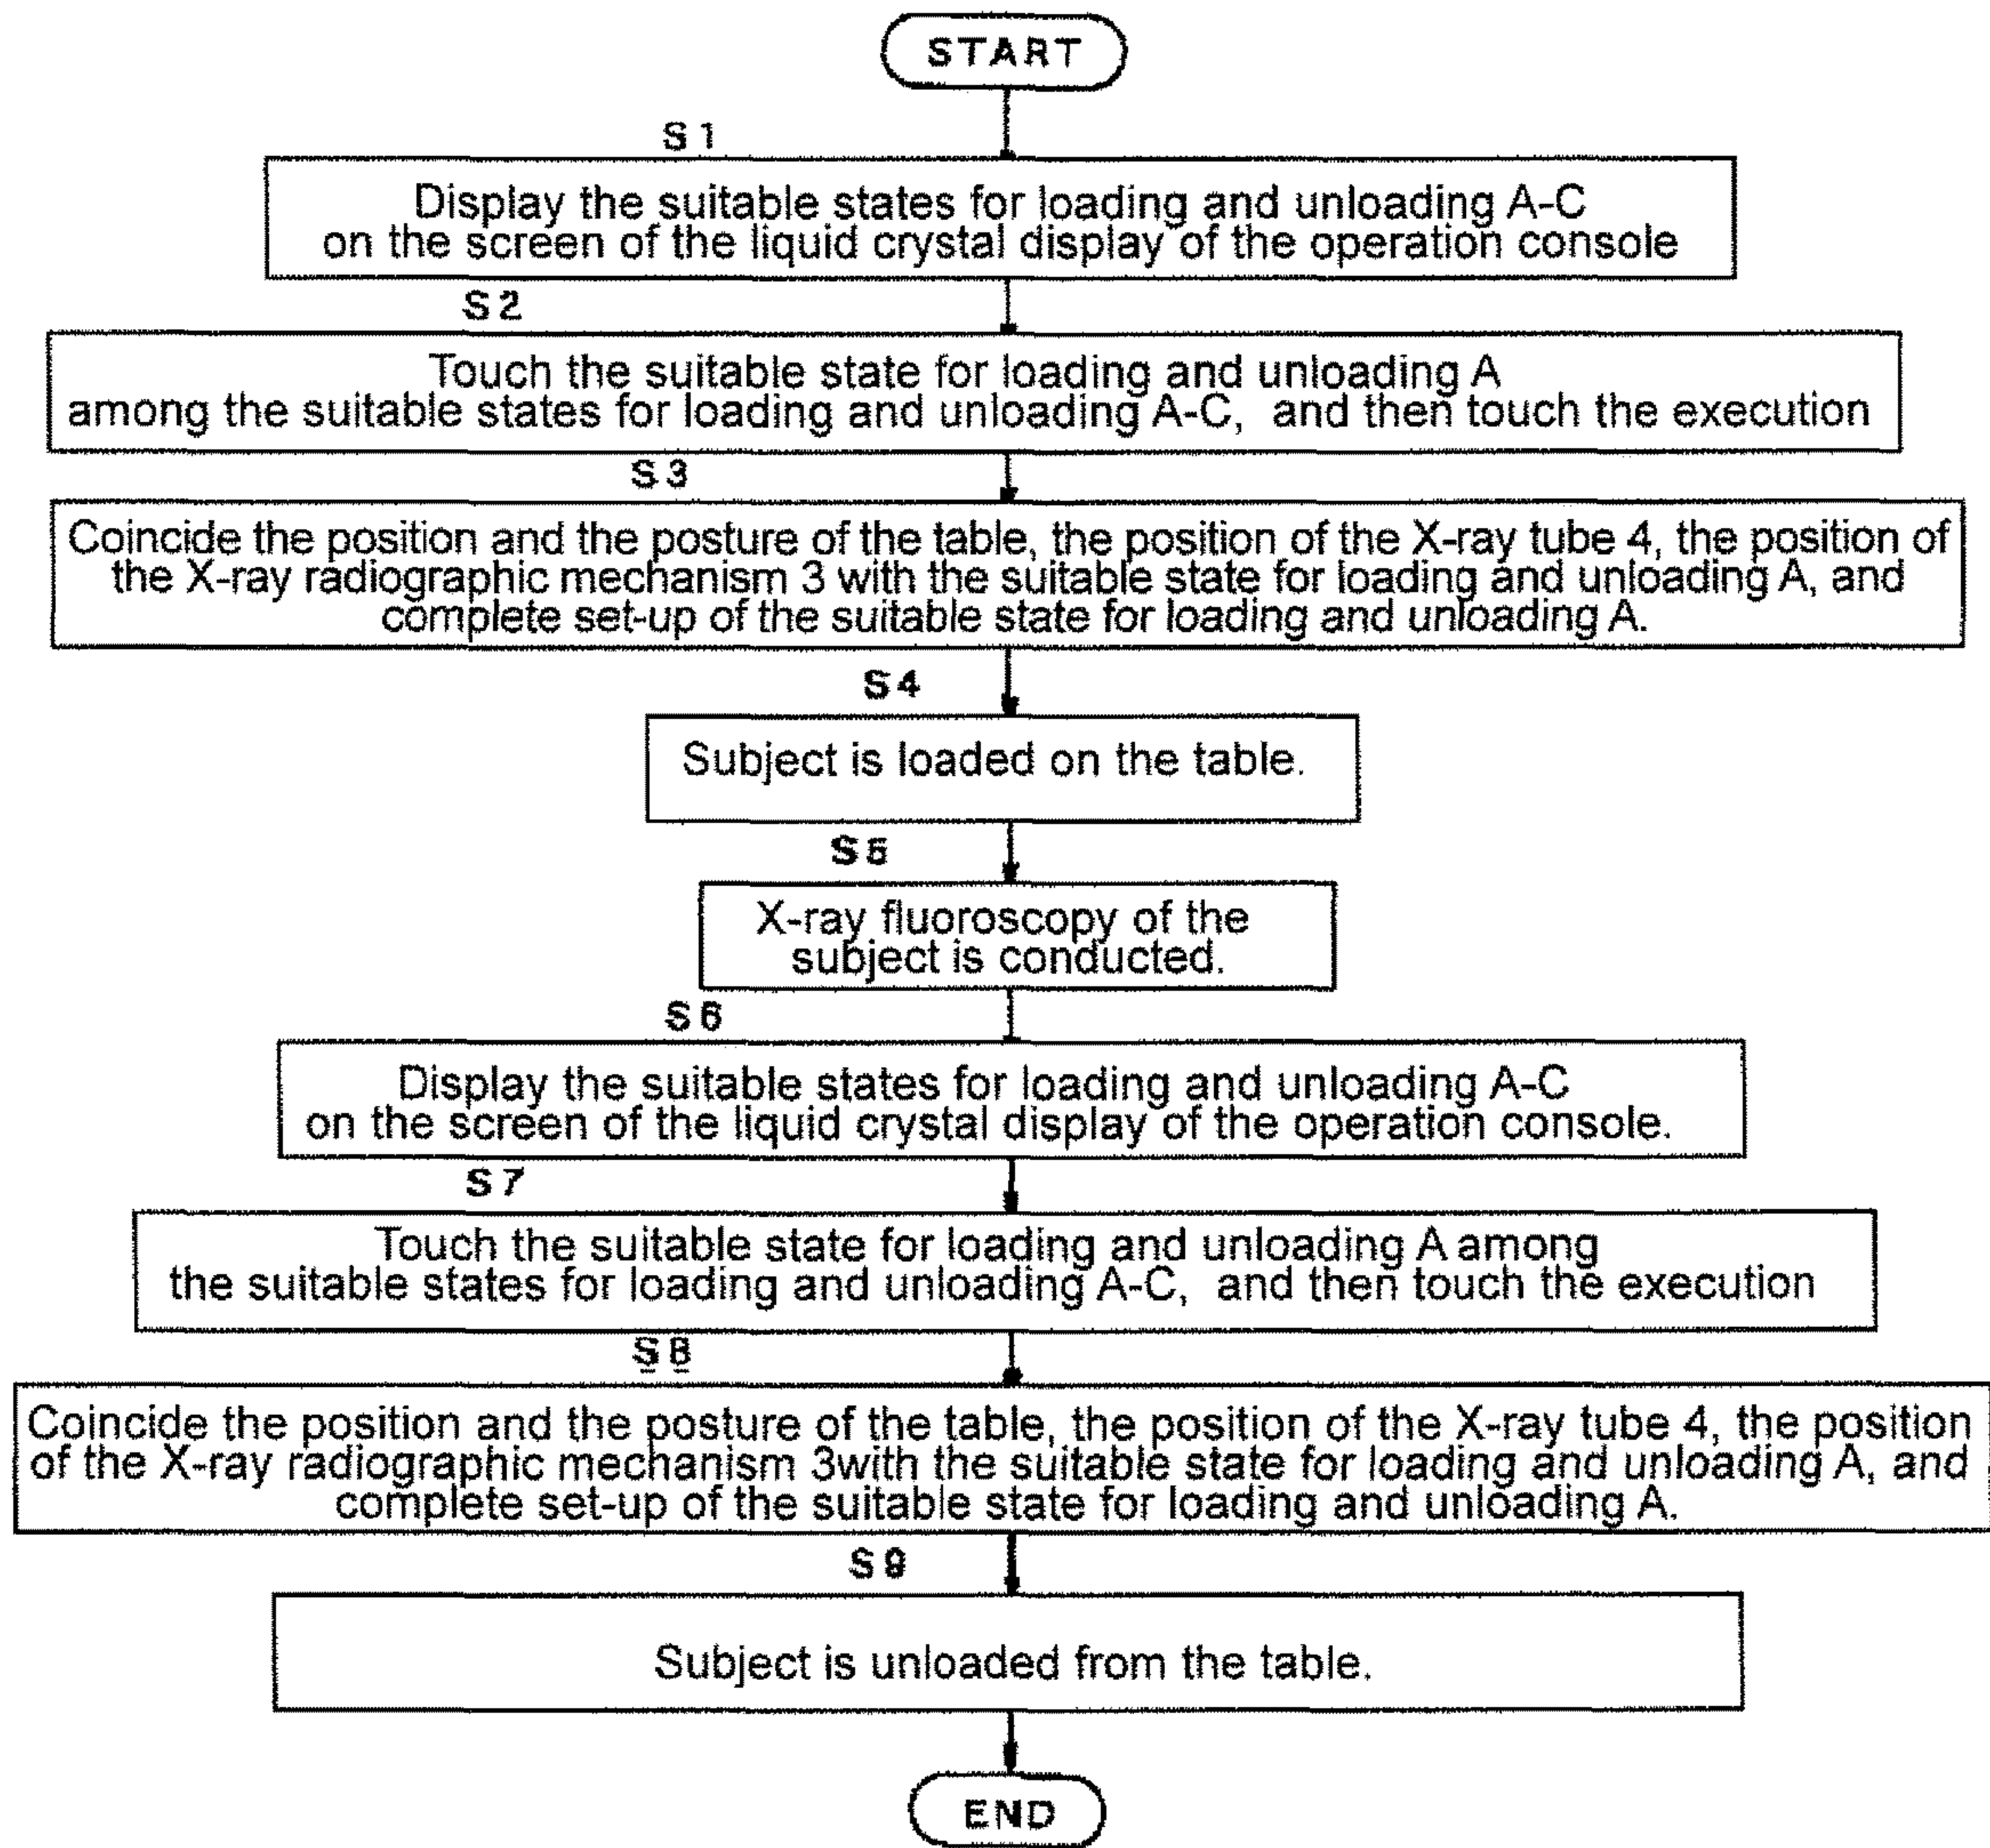 START
S1
Display the suitable states for loading and unloading A-C
on the screen of the liquid crystal display of the operation console
S2
Touch the suitable state for loading and unloading A
among the suitable states for loading and unloading A-C, and then touch the execution
S3
Coincide the position and the posture of the table, the position of the X-ray tube 4, the position of
the X-ray radiographic mechanism 3 with the suitable state for loading and unloading A, and
complete set-up of the suitable state for loading and unloading A.
S4
Subject is loaded on the table.
S5
X-ray fluoroscopy of the
subject is conducted.
S6
Display the suitable states for loading and unloading A-C
on the screen of the liquid crystal display of the operation console.
S7
Touch the suitable state for loading and unloading A among
the suitable states for loading and unloading A-C, and then touch the execution
S8
Coincide the position and the posture of the table, the position of the X-ray tube 4, the position
of the X-ray radiographic mechanism 3with the suitable state for loading and unloading A, and
complete set-up of the suitable state for loading and unloading A.
S9
Subject is unloaded from the table.
END